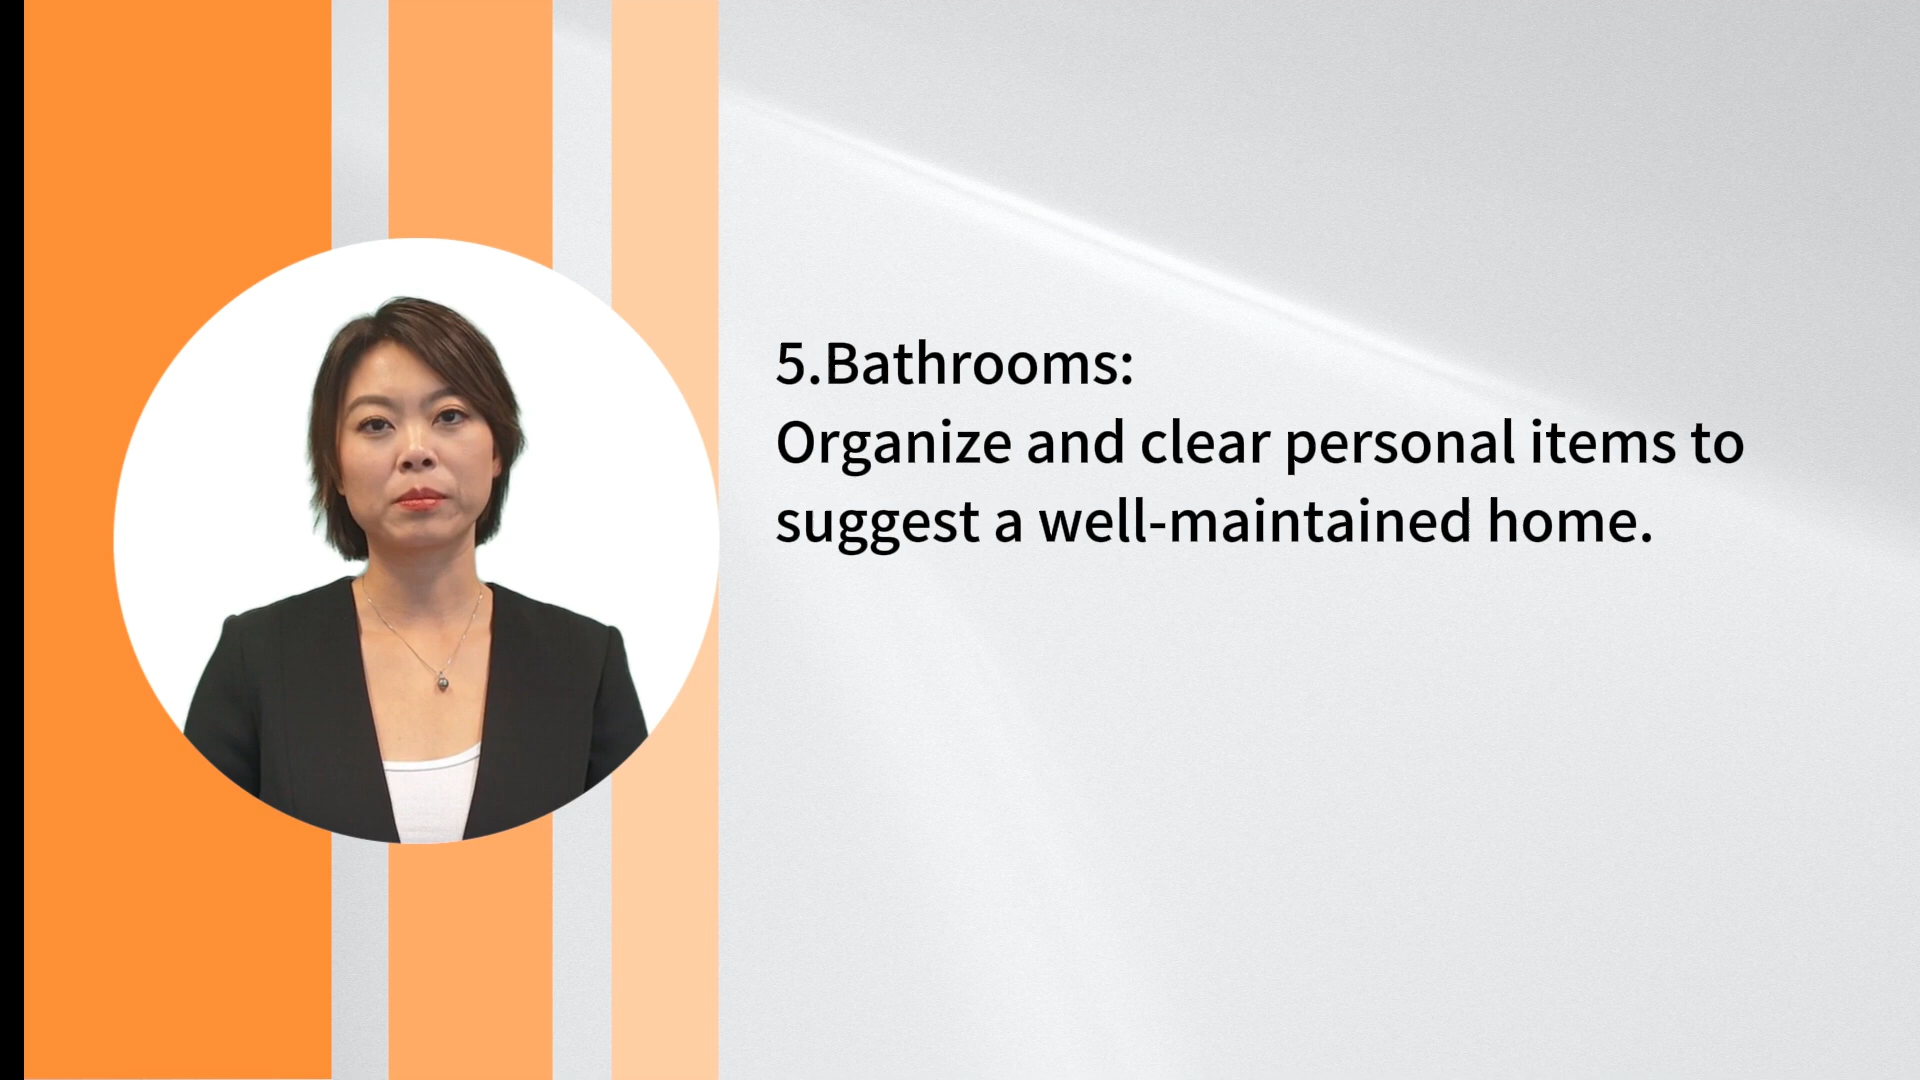 5.Bathrooms:
Organize and clear personal items to
suggest a well-maintained home.